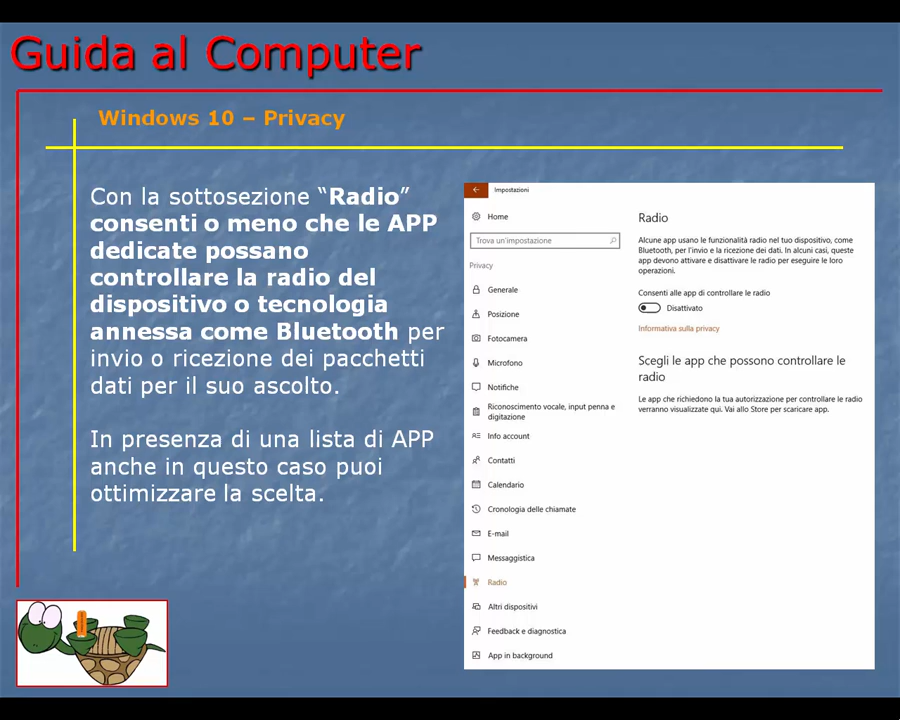 Guida al Computer
Windows 10 – Privacy
Con la sottosezione “Radio”
consenti o meno che le APP
dedicate possano
controllare la radio del
dispositivo o tecnologia
annessa come Bluetooth per
invio o ricezione dei pacchetti
dati per il suo ascolto.
In presenza di una lista di APP
anche in questo caso puoi
ottimizzare la scelta.
Impostazioni
Home
Trova un'impostazione
Privacy
Generale
Posizione
Fotocamera
Microfono
Notifiche
Riconoscimento vocale, input penna e
digitazione
Info account
Contatti
Calendario
Cronologia delle chiamate
E-mail
Messaggistica
Radio
Altri dispositivi
Feedback e diagnostica
App in background
Radio
Alcune app usano le funzionalità radio nel tuo dispositivo, come
Bluetooth, per l'invio e la ricezione dei dati. In alcuni casi, queste
app devono attivare e disattivare le radio per eseguire le loro
operazioni.
Consenti alle app di controllare le radio
Disattivato
Informativa sulla privacy
Scegli le app che possono controllare le
radio
Le app che richiedono la tua autorizzazione per controllare le radio
verranno visualizzate qui. Vai allo Store per scaricare app.